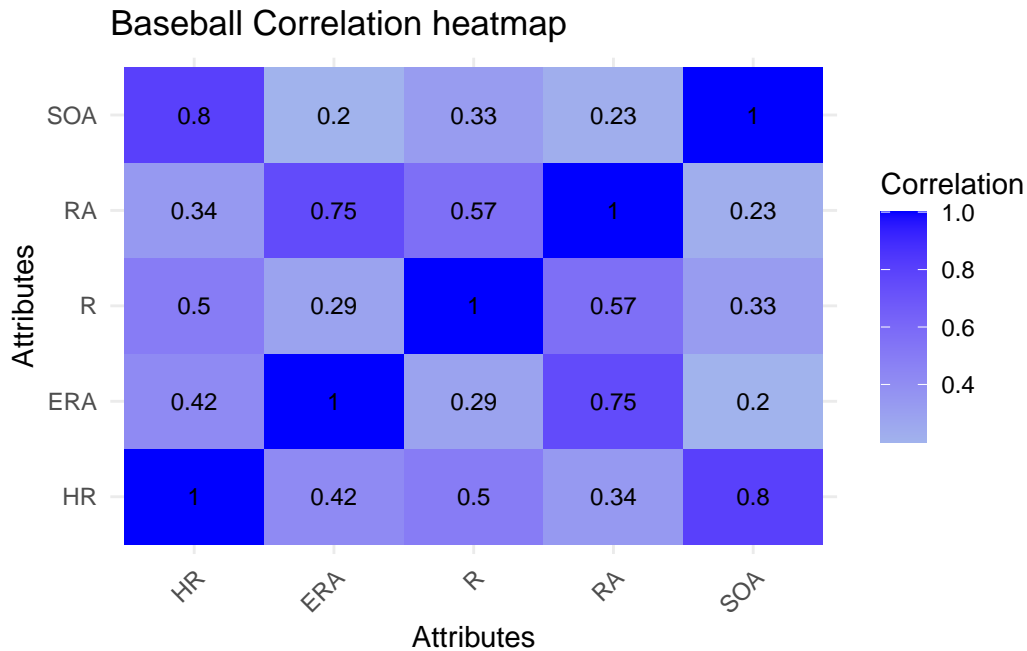 Baseball Correlation heatmap
SOA 0.8 0.2 0.33 0.23 1
RA 0.34 0.75 0.57 1 0.23
R 0.5 0.29 1 0.57 0.33
ERA 0.42 1 0.29 0.75 0.2
HR 1 0.42 0.5 0.34 0.8
HR ERA R RA SOA
Attributes
Attributes
Correlation
1.0
0.8
0.6
0.4